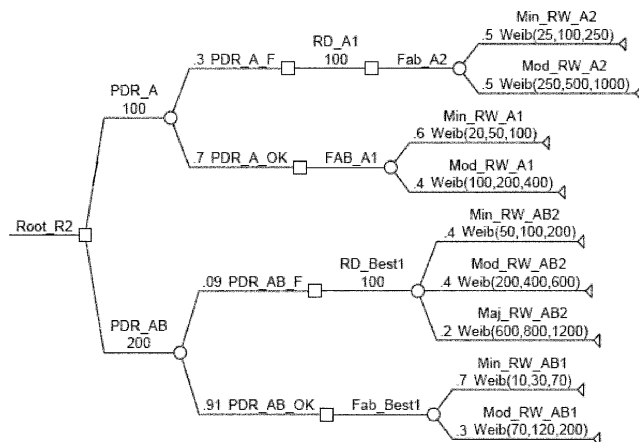 Min_RW_A2
.5 Weib(25,100,250)
RD_A1
.3 PDR_A_F
100
Fab_A2
Mod_RW_A2
.5 Weib(250,500,1000)
PDR_A
100
Min_RW_A1
.6 Weib(20,50,100)
.7 PDR_A_OK
FAB_A1
Mod_RW_A1
.4 Weib(100,200,400)
Root_R2
Min_RW_AB2
.4 Weib(50,100,200)
RD_Best1
.09 PDR_AB_F
100
Mod_RW_AB2
.4 Weib(200,400,600)
PDR_AB
200
Maj_RW_AB2
.2 Weib(600,800,1200)
Min_RW_AB1
.7 Weib(10,30,70)
.91 PDR_AB_OK
Fab_Best1
Mod_RW_AB1
.3 Weib(70,120,200)